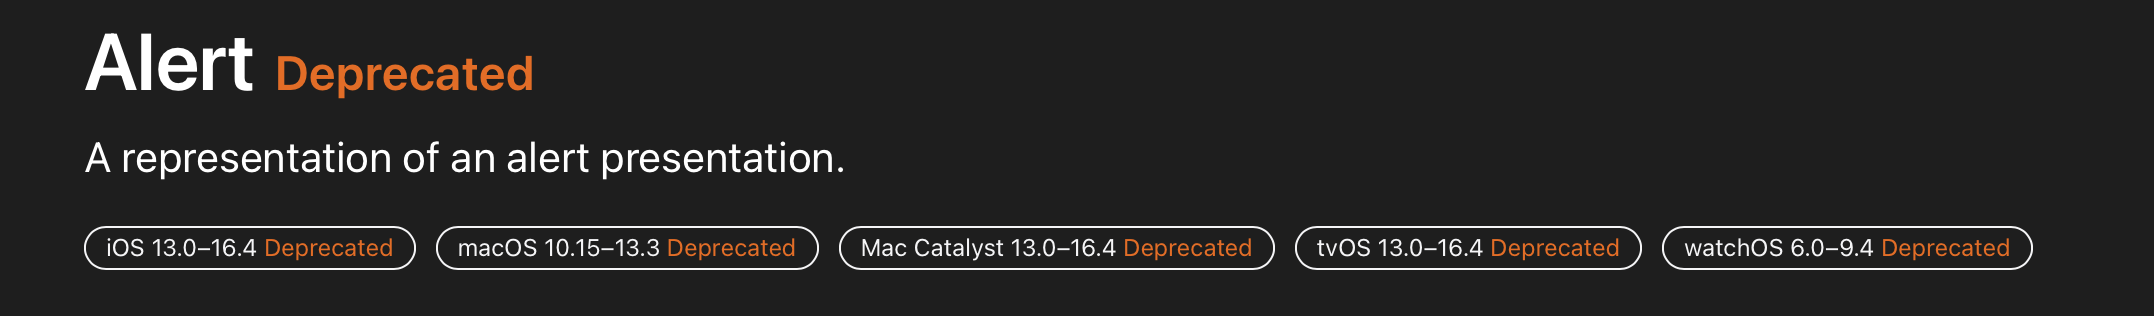 Alert Deprecated
A representation of an alert presentation.
iOS 13.0–16.4 Deprecated macOS 10.15–13.3 Deprecated Mac Catalyst 13.0–16.4 Deprecated tvOS 13.0–16.4 Deprecated watchOS 6.0–9.4 Deprecated